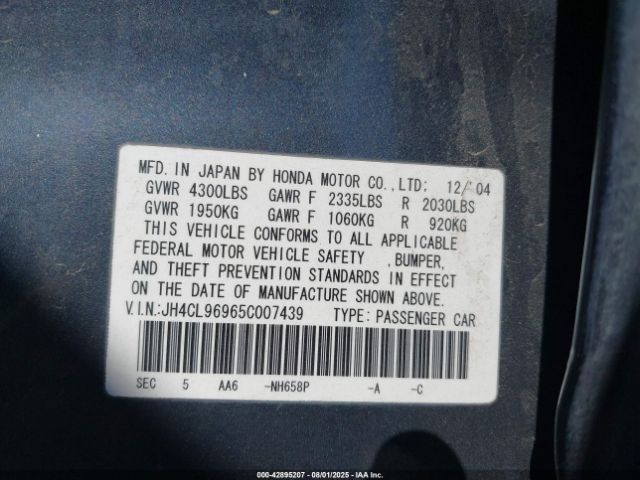 MFD. IN JAPAN BY HONDA MOTOR CO.,LTD: 12/'04
GVWR 4300LBS GAWR F 2335LBS R 2030LBS
GVWR 1950KG GAWR F 1060KG R 920KG
THIS VEHICLE CONFORMS TO ALL APPLICABLE
FEDERAL MOTOR VEHICLE SAFETY ,BUMPER,
AND THEFT PREVENTION STANDARDS IN EFFECT
ON THE DATE OF MANUFACTURE SHOWN ABOVE.
V.I.N.:JH4CL96965C007439 TYPE: PASSENGER CAR
SEC 5 AA6 -NH658P -A -C
000-42895207 - 08/01/2025 - IAA Inc.